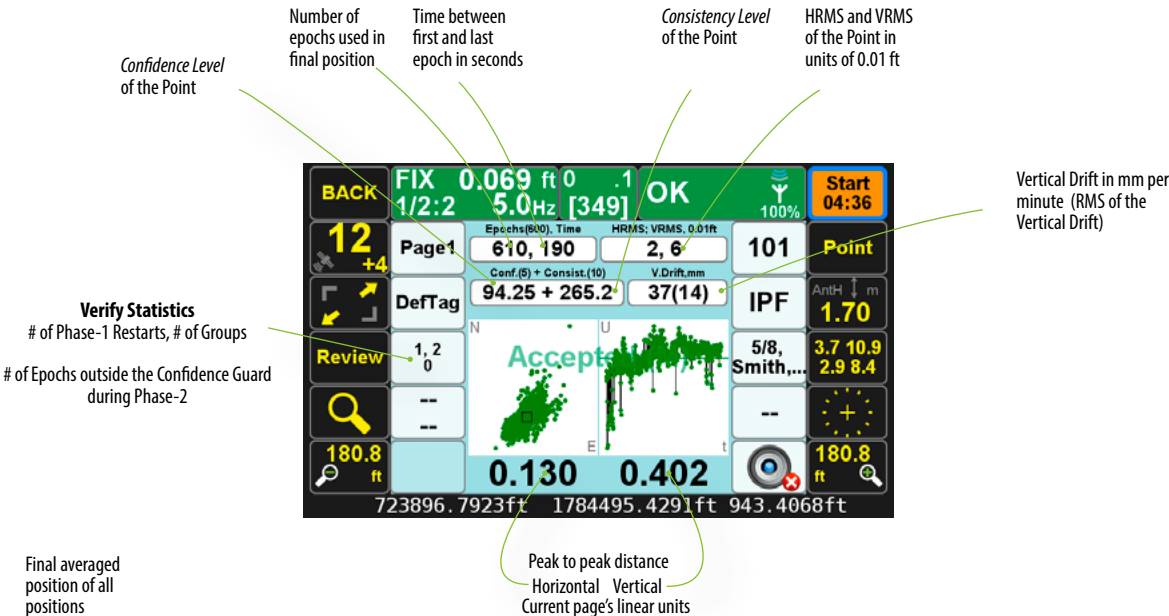 Number of
epochs used in
final position
Time between
first and last
epoch in seconds
Consistency Level
of the Point
HRMS and VRMS
of the Point in
units of 0.01 ft
Confidence Level
of the Point
Vertical Drift in mm per
minute (RMS of the
Vertical Drift)
Verify Statistics
# of Phase-1 Restarts, # of Groups
# of Epochs outside the Confidence Guard
during Phase-2
BACK
FIX 0.069 ft
1/2:2 5.0Hz
0 .1
[349]
OK
100%
Start
04:36
12
+4
Page1
Epochs(600), Time
610, 190
HRMS; VRMS, 0.01ft
2, 6
101
Point
DefTag
Conf.(5) + Consist.(10)
94.25 + 265.2
V.Drift,mm
37(14)
IPF
AntH m
1.70
Review
1, 2
0
N
E
U
t
5/8,
Smith,...
3.7 10.9
2.9 8.4
--
--
--
180.8
ft
0.130
0.402
180.8
ft
723896.7923ft 1784495.4291ft 943.4068ft
Final averaged
position of all
positions
Peak to peak distance
Horizontal Vertical
Current page's linear units